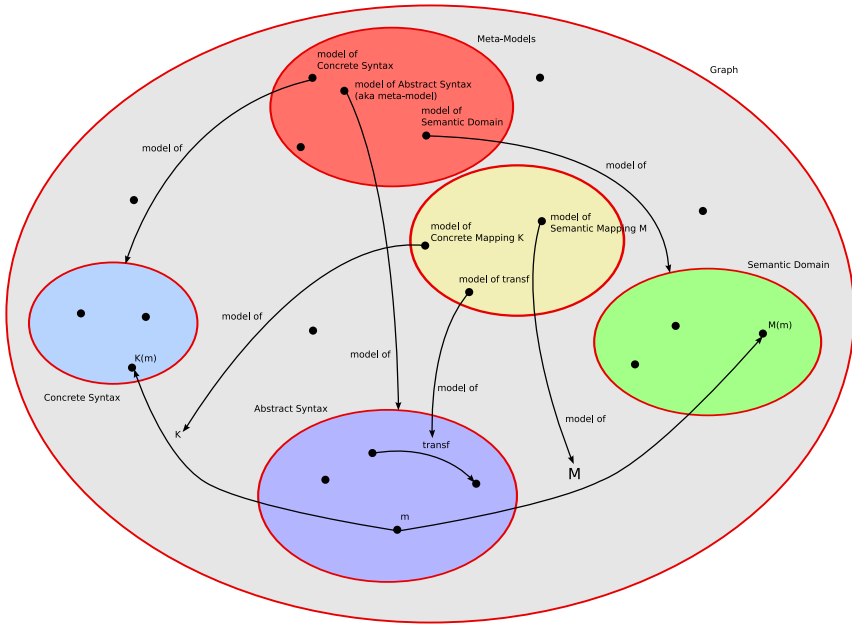 Meta-Models
Graph
model of
Concrete Syntax
model of Abstract Syntax
(aka meta-model)
model of
Semantic Domain
model of
model of
model of
Concrete Mapping K
model of
Semantic Mapping M
Semantic Domain
model of transf
model of
M(m)
model of
K(m)
model of
Concrete Syntax
Abstract Syntax
model of
K
transf
M
m